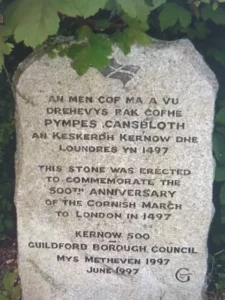 AN MEN COF MA A VU
DREHEVYS RAK COFHE
PYMPES CANSBLOTH
AN KESKERDH KERNOW DHE
LOUNDRES YN 1497
THIS STONE WAS ERECTED
TO COMMEMORATE THE
500TH ANNIVERSARY
OF THE CORNISH MARCH
TO LONDON IN 1497
KERNOW 500
GUILDFORD BOROUGH COUNCIL
MYS METHEVEN 1997
JUNE 1997
G